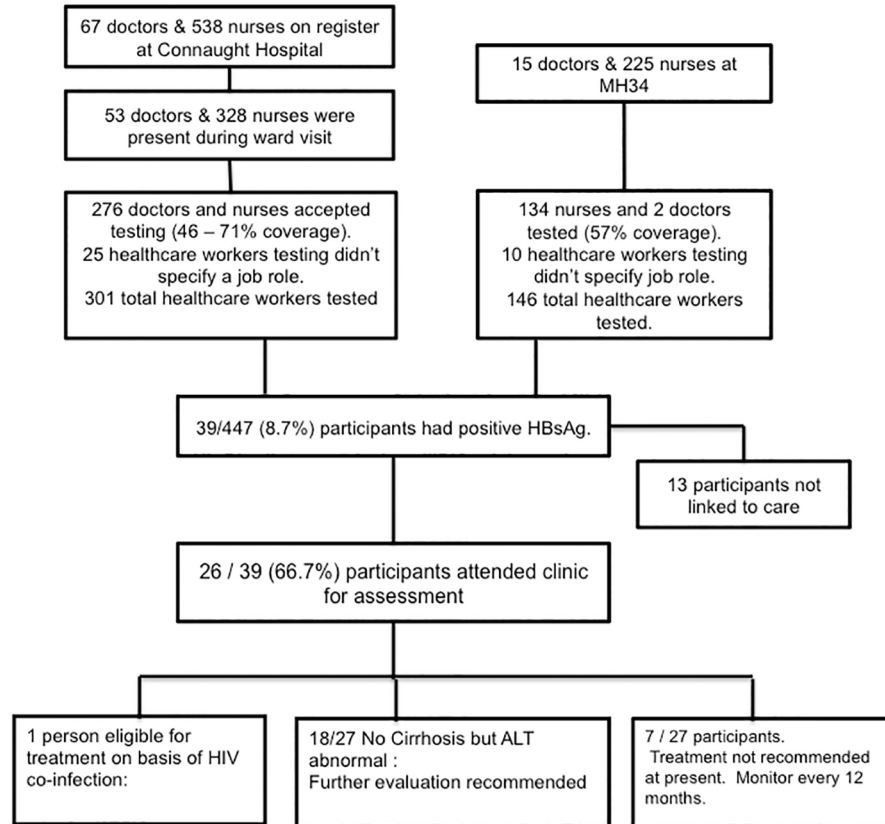 67 doctors & 538 nurses on register
at Connaught Hospital
15 doctors & 225 nurses at
MH34
53 doctors & 328 nurses were
present during ward visit
276 doctors and nurses accepted
testing (46 – 71% coverage).
25 healthcare workers testing didn't
specify a job role.
301 total healthcare workers tested
134 nurses and 2 doctors
tested (57% coverage).
10 healthcare workers testing
didn't specify job role.
146 total healthcare workers
tested.
39/447 (8.7%) participants had positive HBsAg.
13 participants not
linked to care
26 / 39 (66.7%) participants attended clinic
for assessment
1 person eligible for
treatment on basis of HIV
co-infection:
18/27 No Cirrhosis but ALT
abnormal :
Further evaluation recommended
7 / 27 participants.
Treatment not recommended
at present. Monitor every 12
months.